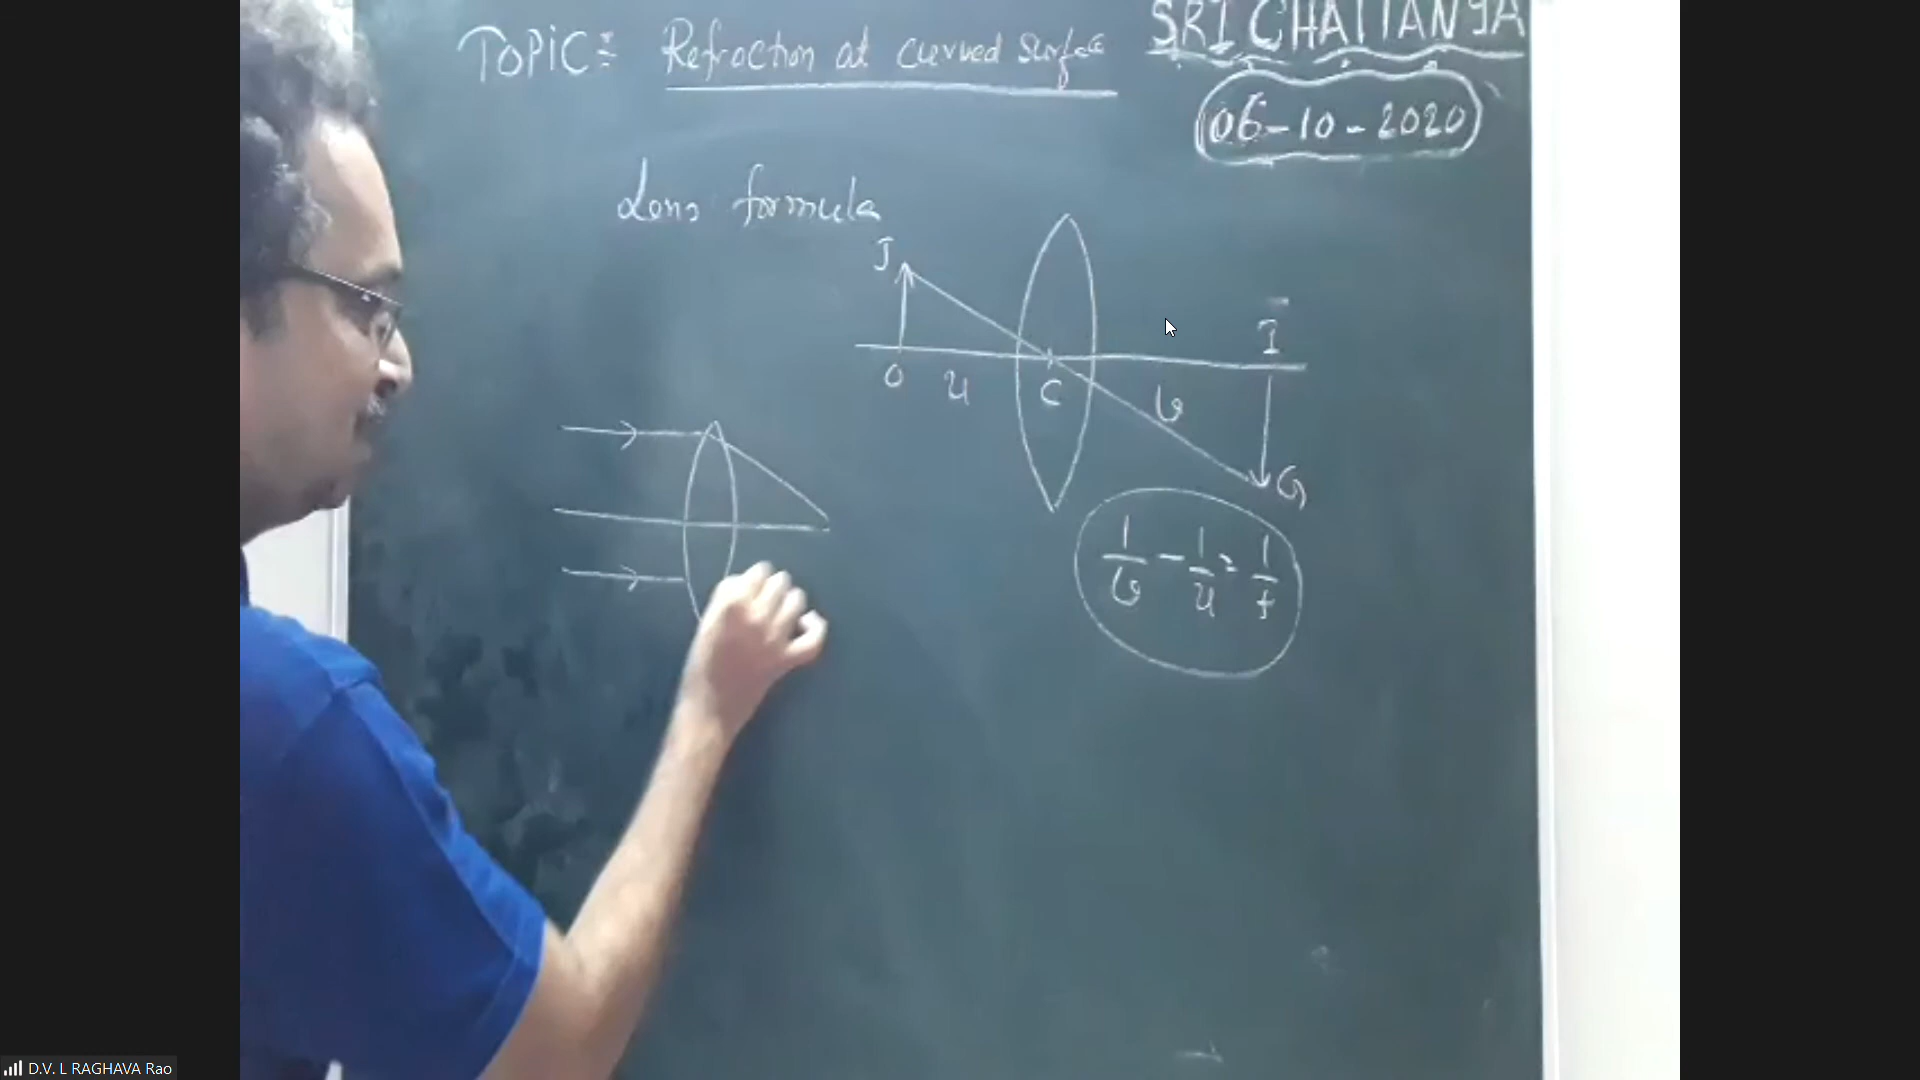 TOPIC:- Refraction at curved surface
SRI CHAITANYA
06-10-2020
Lens formula
J
I
O
u
C
v
G
1/v - 1/u = 1/f
D.V. L RAGHAVA Rao